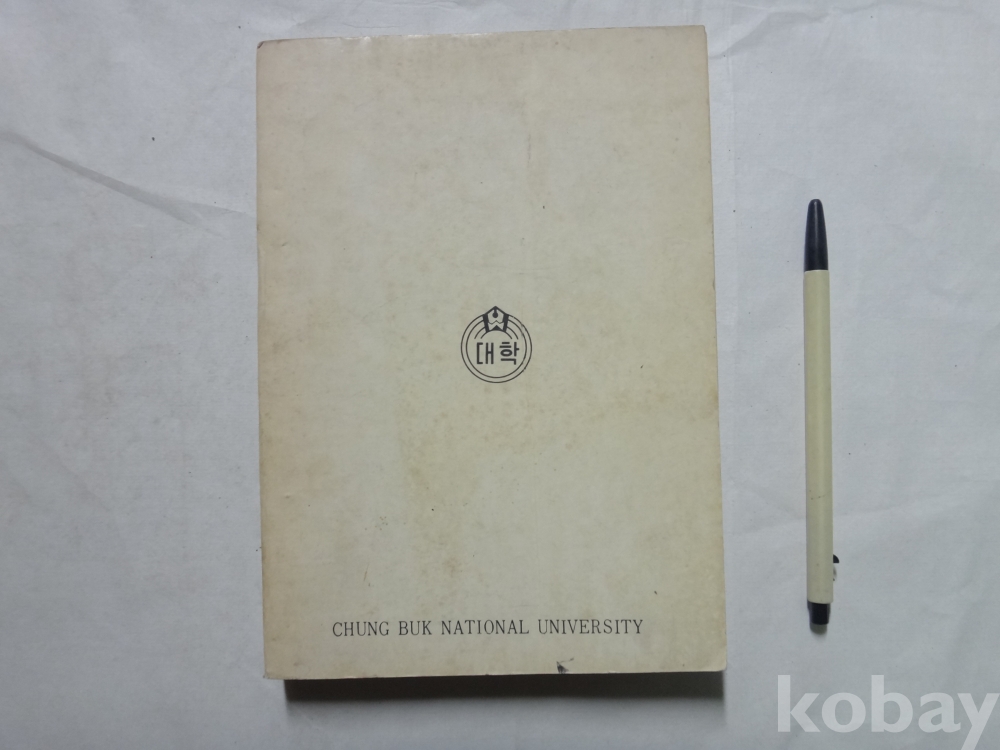 대학
CHUNG BUK NATIONAL UNIVERSITY
kobay